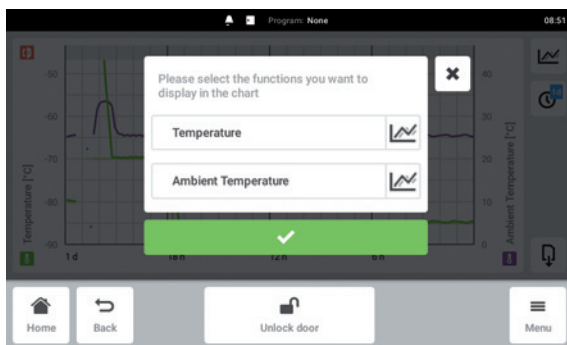 Program: None
08:51
Please select the functions you want to
display in the chart
Temperature
Ambient Temperature
-50
-60
-70
-80
-90
Temperature [°C]
40
30
20
10
0
Ambient Temperature [°C]
1 d
18 h
12 h
6 h
1d
Home
Back
Unlock door
Menu